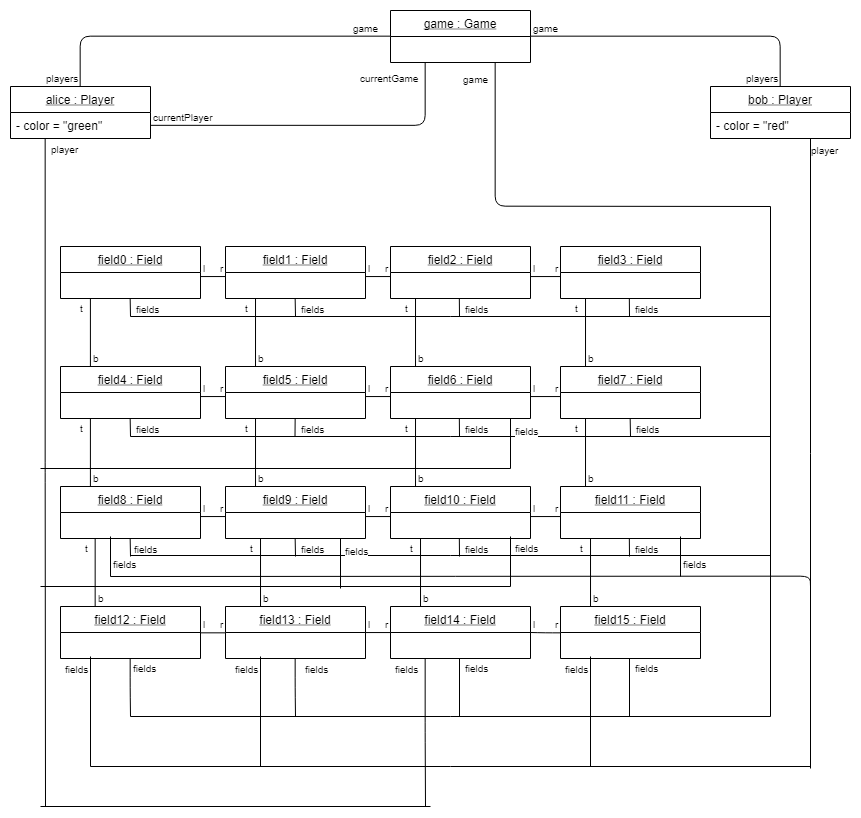 game : Game
game
game
currentGame
game
players
players
alice : Player
- color = "green"
bob : Player
- color = "red"
currentPlayer
player
player
field0 : Field
l
r
field1 : Field
l
r
field2 : Field
l
r
field3 : Field
t
fields
t
fields
t
fields
t
fields
b
b
b
b
field4 : Field
l
r
field5 : Field
l
r
field6 : Field
l
r
field7 : Field
t
fields
t
fields
t
fields
fields
t
fields
b
b
b
b
field8 : Field
l
r
field9 : Field
l
r
field10 : Field
l
r
field11 : Field
t
fields
t
fields
fields
t
fields
fields
t
fields
fields
fields
b
b
b
b
field12 : Field
l
r
field13 : Field
l
r
field14 : Field
l
r
field15 : Field
fields
fields
fields
fields
fields
fields
fields
fields